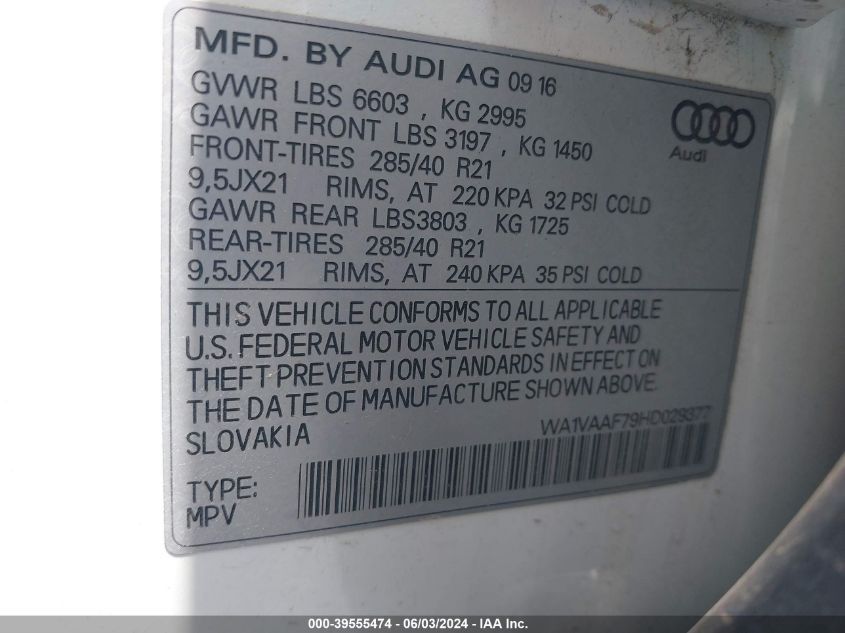 MFD. BY AUDI AG 09 16
GVWR LBS 6603 , KG 2995
GAWR FRONT LBS 3197 , KG 1450
FRONT-TIRES 285/40 R21
9,5JX21 RIMS, AT 220 KPA 32 PSI COLD
GAWR REAR LBS3803 , KG 1725
REAR-TIRES 285/40 R21
9,5JX21 RIMS, AT 240 KPA 35 PSI COLD
Audi
THIS VEHICLE CONFORMS TO ALL APPLICABLE
U.S. FEDERAL MOTOR VEHICLE SAFETY AND
THEFT PREVENTION STANDARDS IN EFFECT ON
THE DATE OF MANUFACTURE SHOWN ABOVE.
SLOVAKIA
WA1VAAF79HD029377
TYPE:
MPV
000-39555474 - 06/03/2024 - IAA Inc.